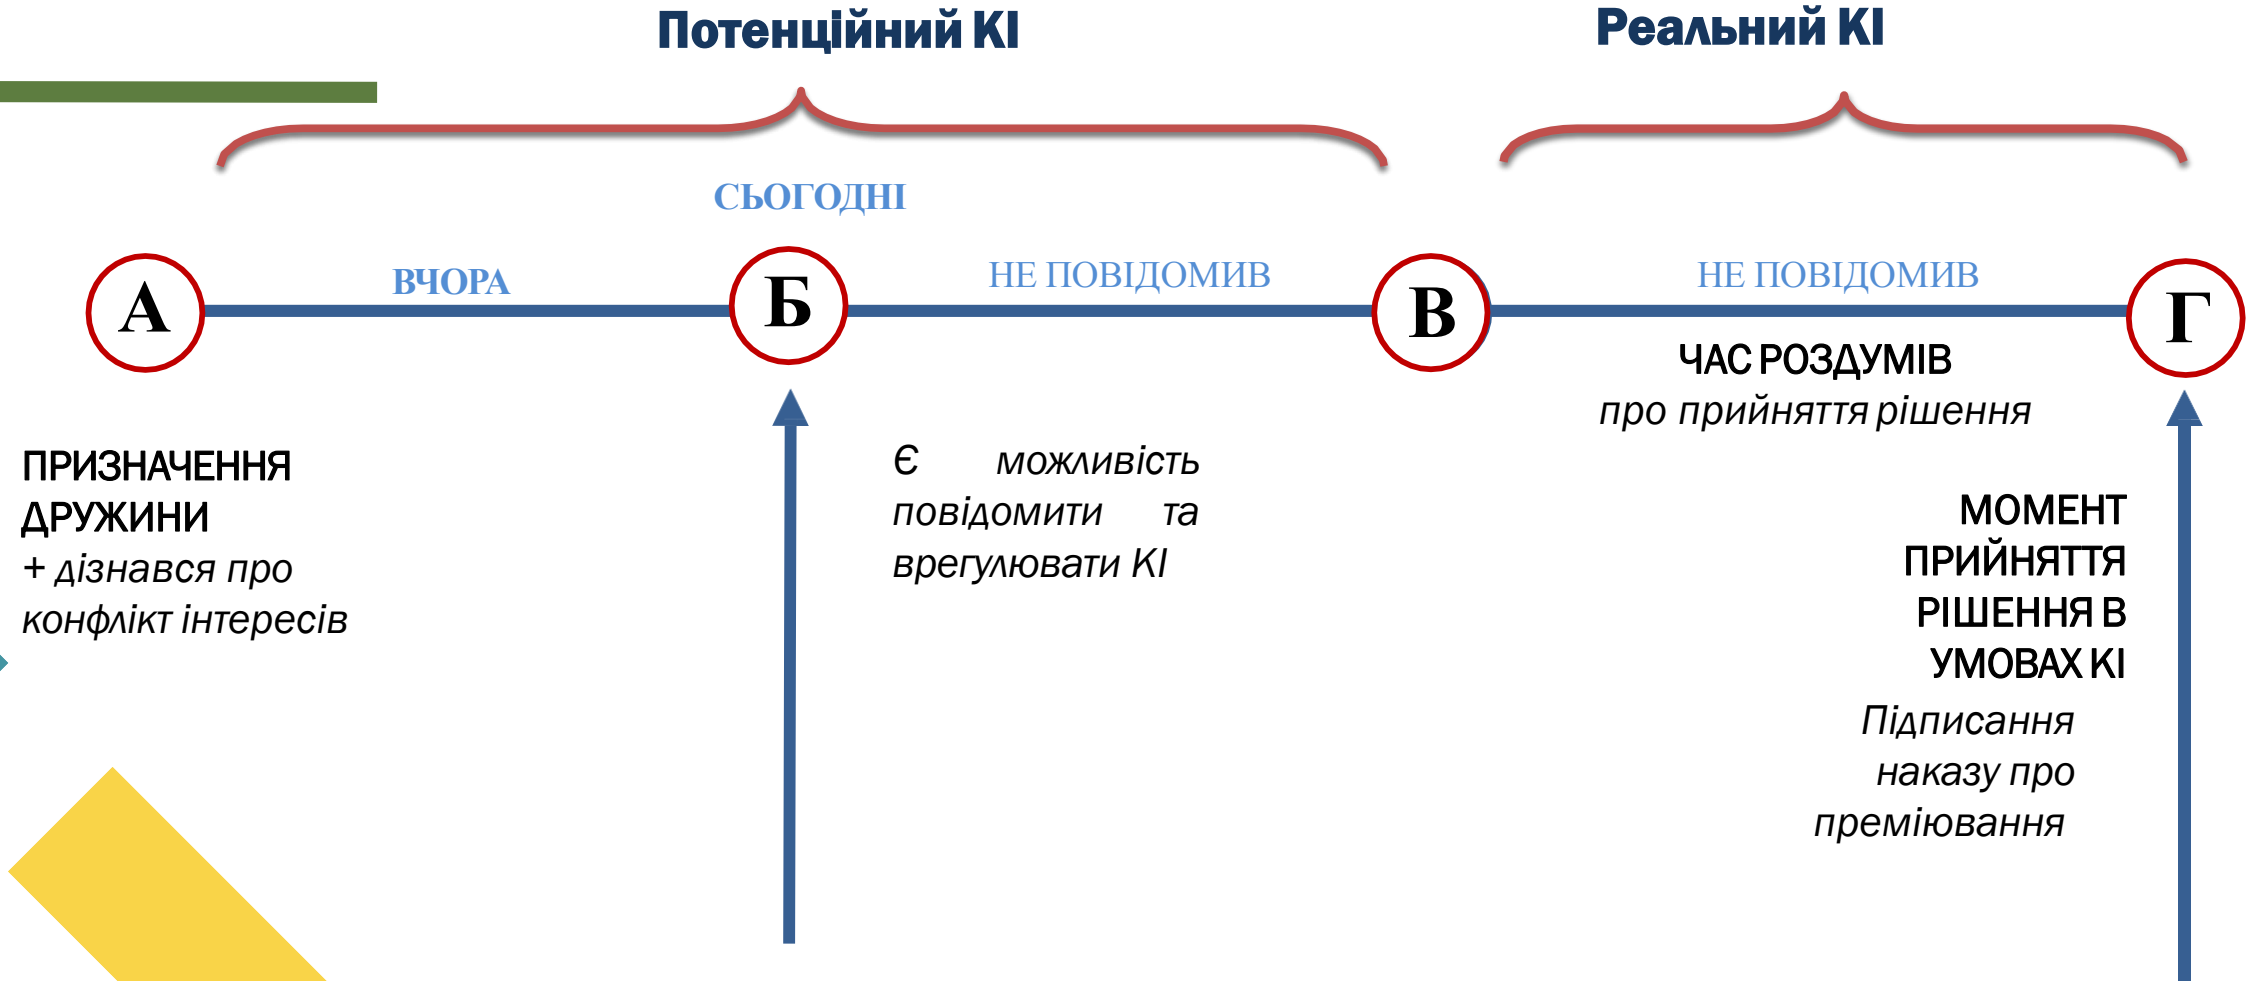 Потенційний КІ
Реальний КІ
СЬОГОДНІ
А
ВЧОРА
Б
НЕ ПОВІДОМИВ
В
НЕ ПОВІДОМИВ
Г
ЧАС РОЗДУМІВ
про прийняття рішення
ПРИЗНАЧЕННЯ
ДРУЖИНИ
+ дізнався про
конфлікт інтересів
Є можливість
повідомити та
врегулювати КІ
МОМЕНТ
ПРИЙНЯТТЯ
РІШЕННЯ В
УМОВАХ КІ
Підписання
наказу про
преміювання